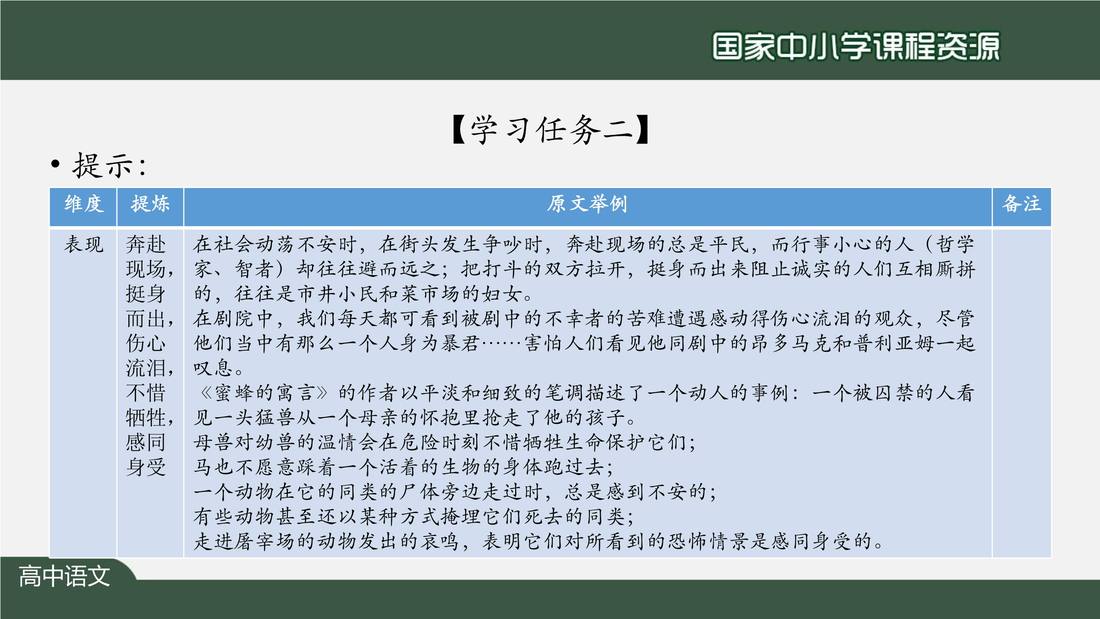 国家中小学课程资源
【学习任务二】
• 提示：
维度 提炼 原文举例 备注
表现
奔赴
现场，
挺身
而出，
伤心
流泪，
不惜
牺牲，
感同
身受
在社会动荡不安时，在街头发生争吵时，奔赴现场的总是平民，而行事小心的人（哲学
家、智者）却往往避而远之；把打斗的双方拉开，挺身而出来阻止诚实的人们互相厮拼
的，往往是市井小民和菜市场的妇女。
在剧院中，我们每天都可看到被剧中的不幸者的苦难遭遇感动得伤心流泪的观众，尽管
他们当中有那么一个人身为暴君……害怕人们看见他同剧中的昂多马克和普利亚姆一起
叹息。
《蜜蜂的寓言》的作者以平淡和细致的笔调描述了一个动人的事例：一个被囚禁的人看
见一头猛兽从一个母亲的怀抱里抢走了他的孩子。
母兽对幼兽的温情会在危险时刻不惜牺牲生命保护它们；
马也不愿意踩着一个活着的生物的身体跑过去；
一个动物在它的同类的尸体旁边走过时，总是感到不安的；
有些动物甚至还以某种方式掩埋它们死去的同类；
走进屠宰场的动物发出的哀鸣，表明它们对所看到的恐怖情景是感同身受的。
高中语文